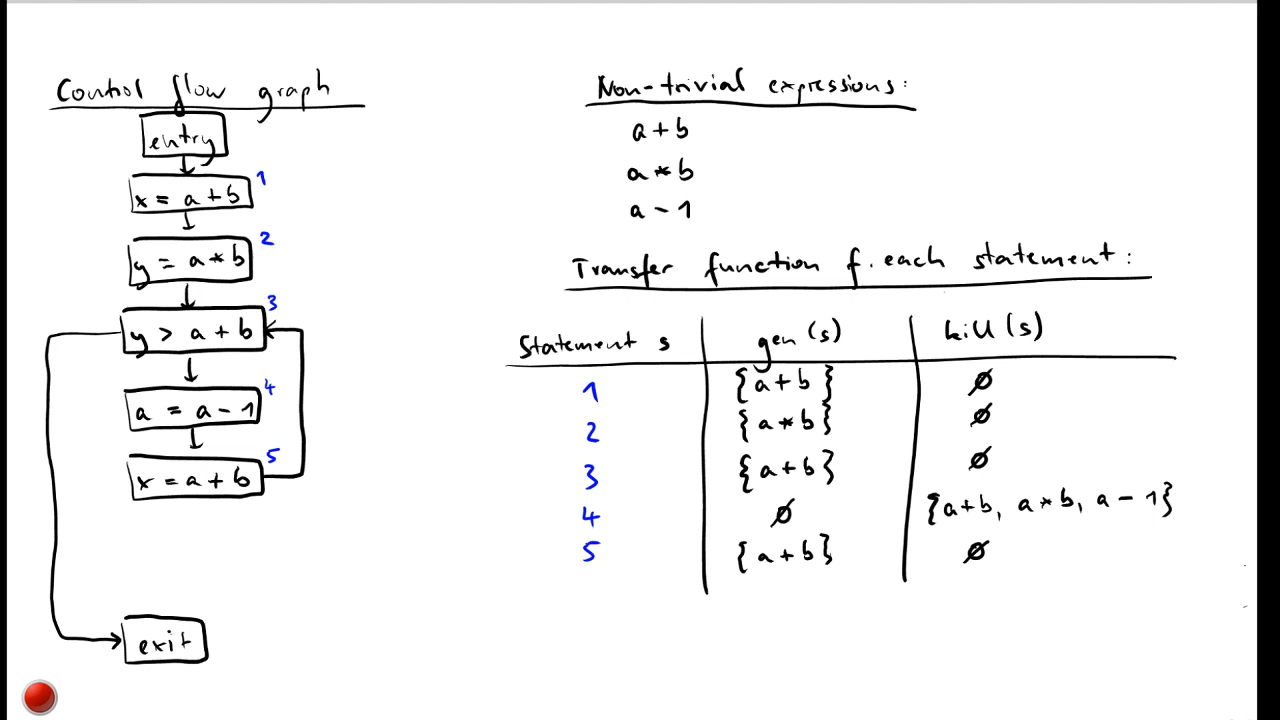 Control flow graph
entry
x = a + b 1
y = a * b 2
y > a + b 3
a = a - 1 4
x = a + b 5
exit
Non-trivial expressions:
a + b
a * b
a - 1
Transfer function f. each statement:
Statement s gen (s) kill (s)
1 {a + b} ∅
2 {a * b} ∅
3 {a + b} ∅
4 ∅ {a + b, a * b, a - 1}
5 {a + b} ∅